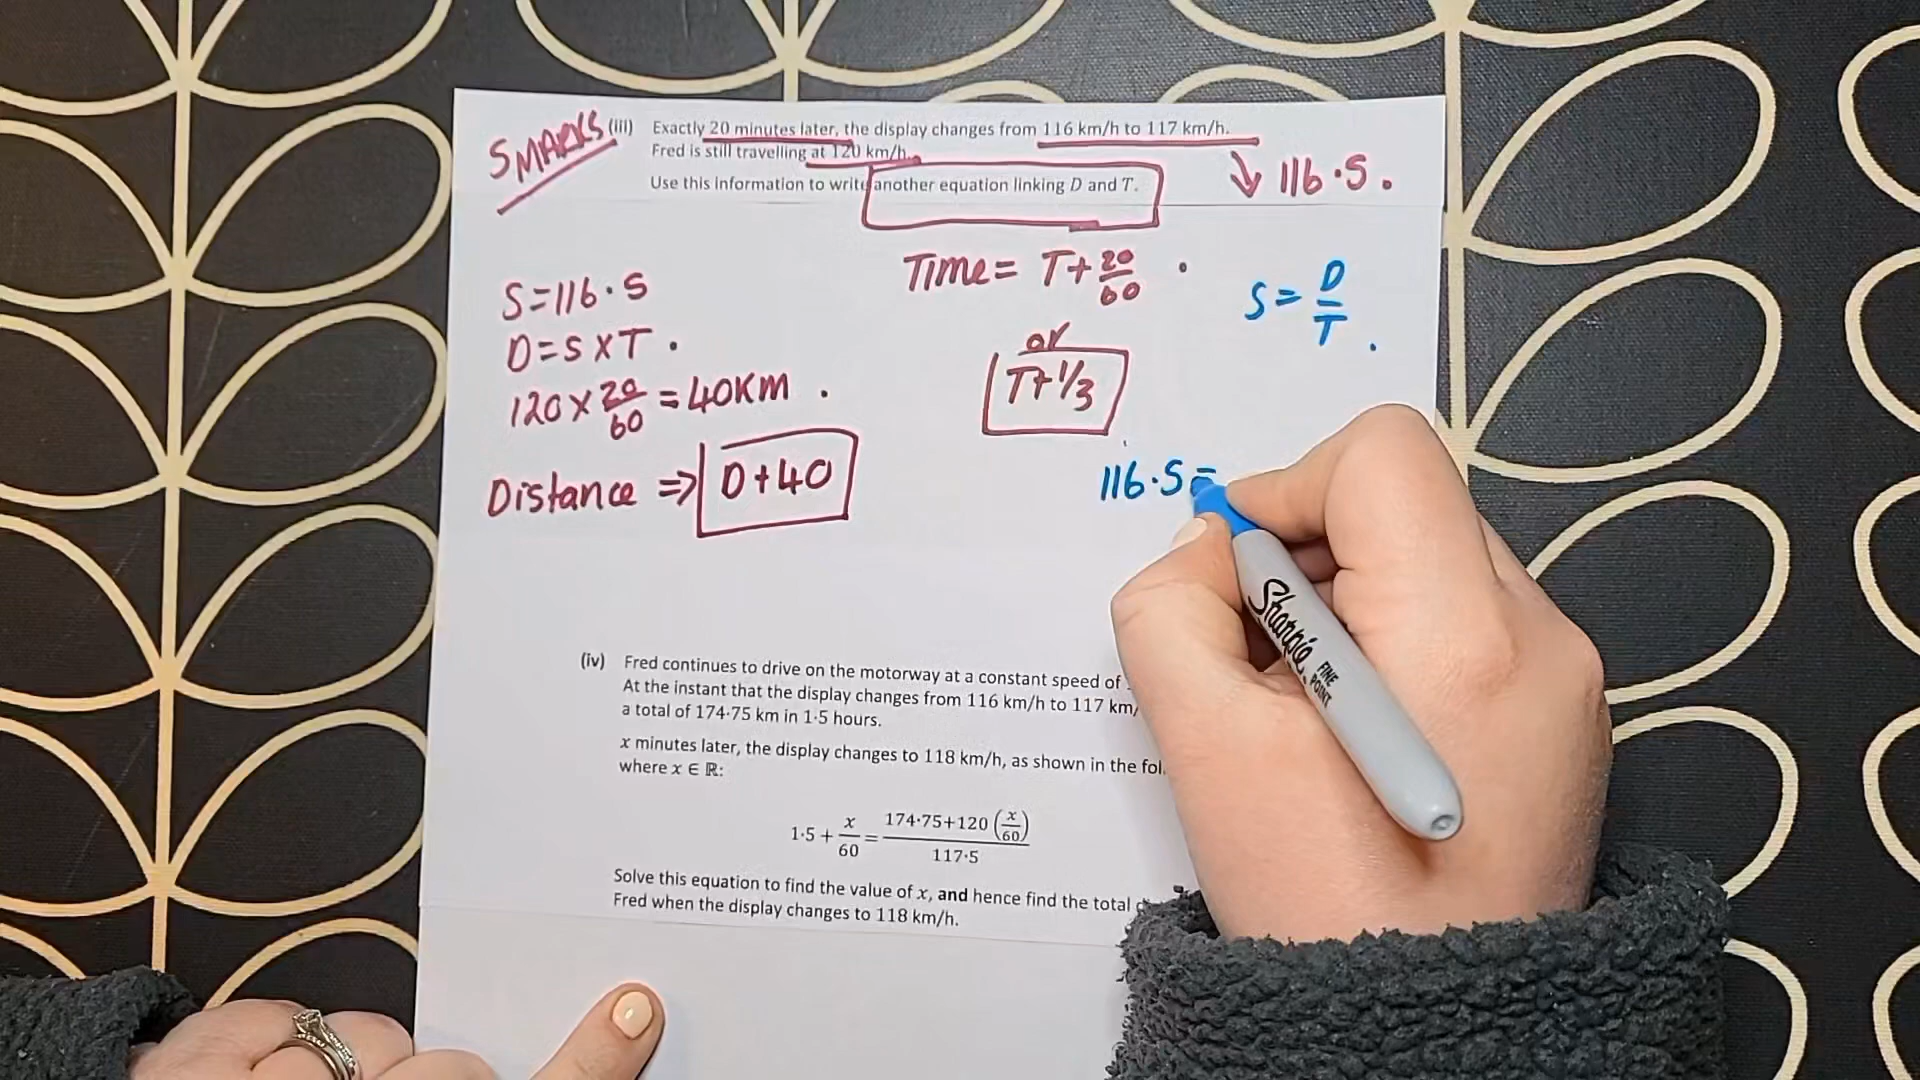 5MARKS (iii) Exactly 20 minutes later, the display changes from 116 km/h to 117 km/h.
Fred is still travelling at 120 km/h.
↓ 116·5.
Use this information to write another equation linking D and T.
S=116·5
D=S×T.
120×20/60=40KM.
Distance ⇒ D+40
Time= T+20/60.
or
T+1/3
S=D/T.
116·5=
(iv) Fred continues to drive on the motorway at a constant speed of
At the instant that the display changes from 116 km/h to 117 km/
a total of 174·75 km in 1·5 hours.
x minutes later, the display changes to 118 km/h, as shown in the
where x ∈ ℝ:
1·5 + x/60 = (174·75+120(x/60))/117·5
Solve this equation to find the value of x, and hence find the total
Fred when the display changes to 118 km/h.
Sharpie
FINE
POINT